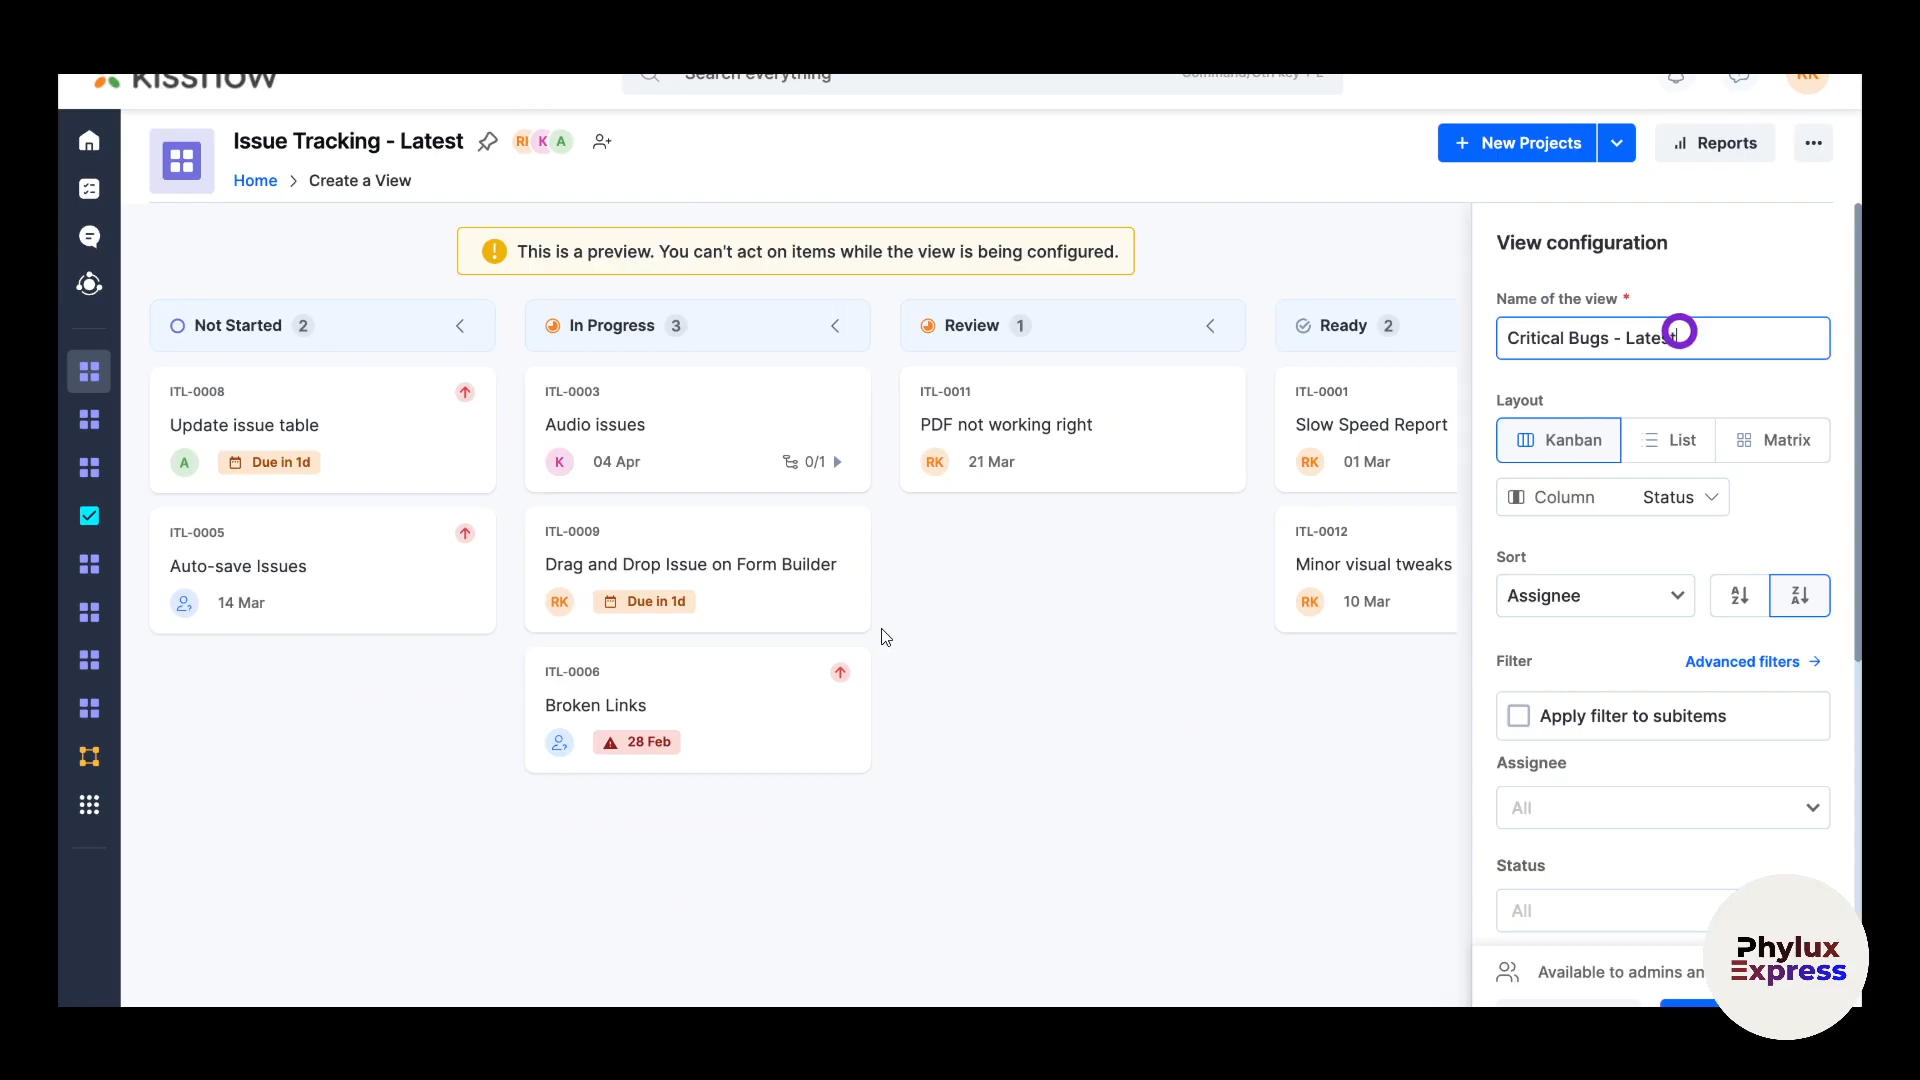 kissflow
Search everything
Command/Ctrl key + E
RK
Issue Tracking - Latest
RI K A
Home > Create a View
+ New Projects
Reports
This is a preview. You can't act on items while the view is being configured.
Not Started 2
In Progress 3
Review 1
Ready 2
ITL-0008
Update issue table
A Due in 1d
ITL-0005
Auto-save Issues
14 Mar
ITL-0003
Audio issues
K 04 Apr 0/1
ITL-0009
Drag and Drop Issue on Form Builder
RK Due in 1d
ITL-0006
Broken Links
28 Feb
ITL-0011
PDF not working right
RK 21 Mar
ITL-0001
Slow Speed Report
RK 01 Mar
ITL-0012
Minor visual tweaks
RK 10 Mar
View configuration
Name of the view *
Critical Bugs - Latest
Layout
Kanban List Matrix
Column Status
Sort
Assignee
A Z
Z A
Filter
Advanced filters →
Apply filter to subitems
Assignee
All
Status
All
Available to admins an
Phylux
Express